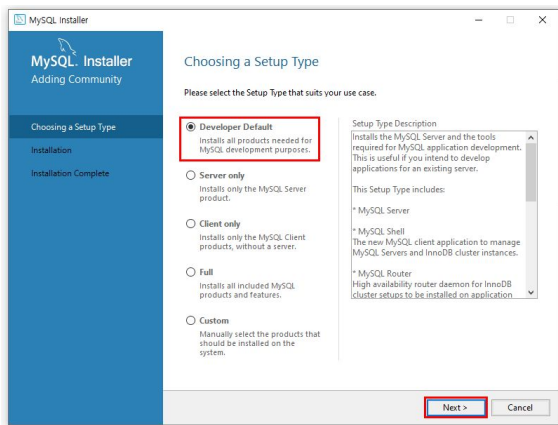 MySQL Installer
MySQL. Installer
Adding Community
Choosing a Setup Type
Installation
Installation Complete
Choosing a Setup Type
Please select the Setup Type that suits your use case.
Developer Default
Installs all products needed for
MySQL development purposes.
Server only
Installs only the MySQL Server
product.
Client only
Installs only the MySQL Client
products, without a server.
Full
Installs all included MySQL
products and features.
Custom
Manually select the products that
should be installed on the
system.
Setup Type Description
Installs the MySQL Server and the tools
required for MySQL application development.
This is useful if you intend to develop
applications for an existing server.
This Setup Type includes:
* MySQL Server
* MySQL Shell
The new MySQL client application to manage
MySQL Servers and InnoDB cluster instances.
* MySQL Router
High availability router daemon for InnoDB
cluster setups to be installed on application
Next >
Cancel